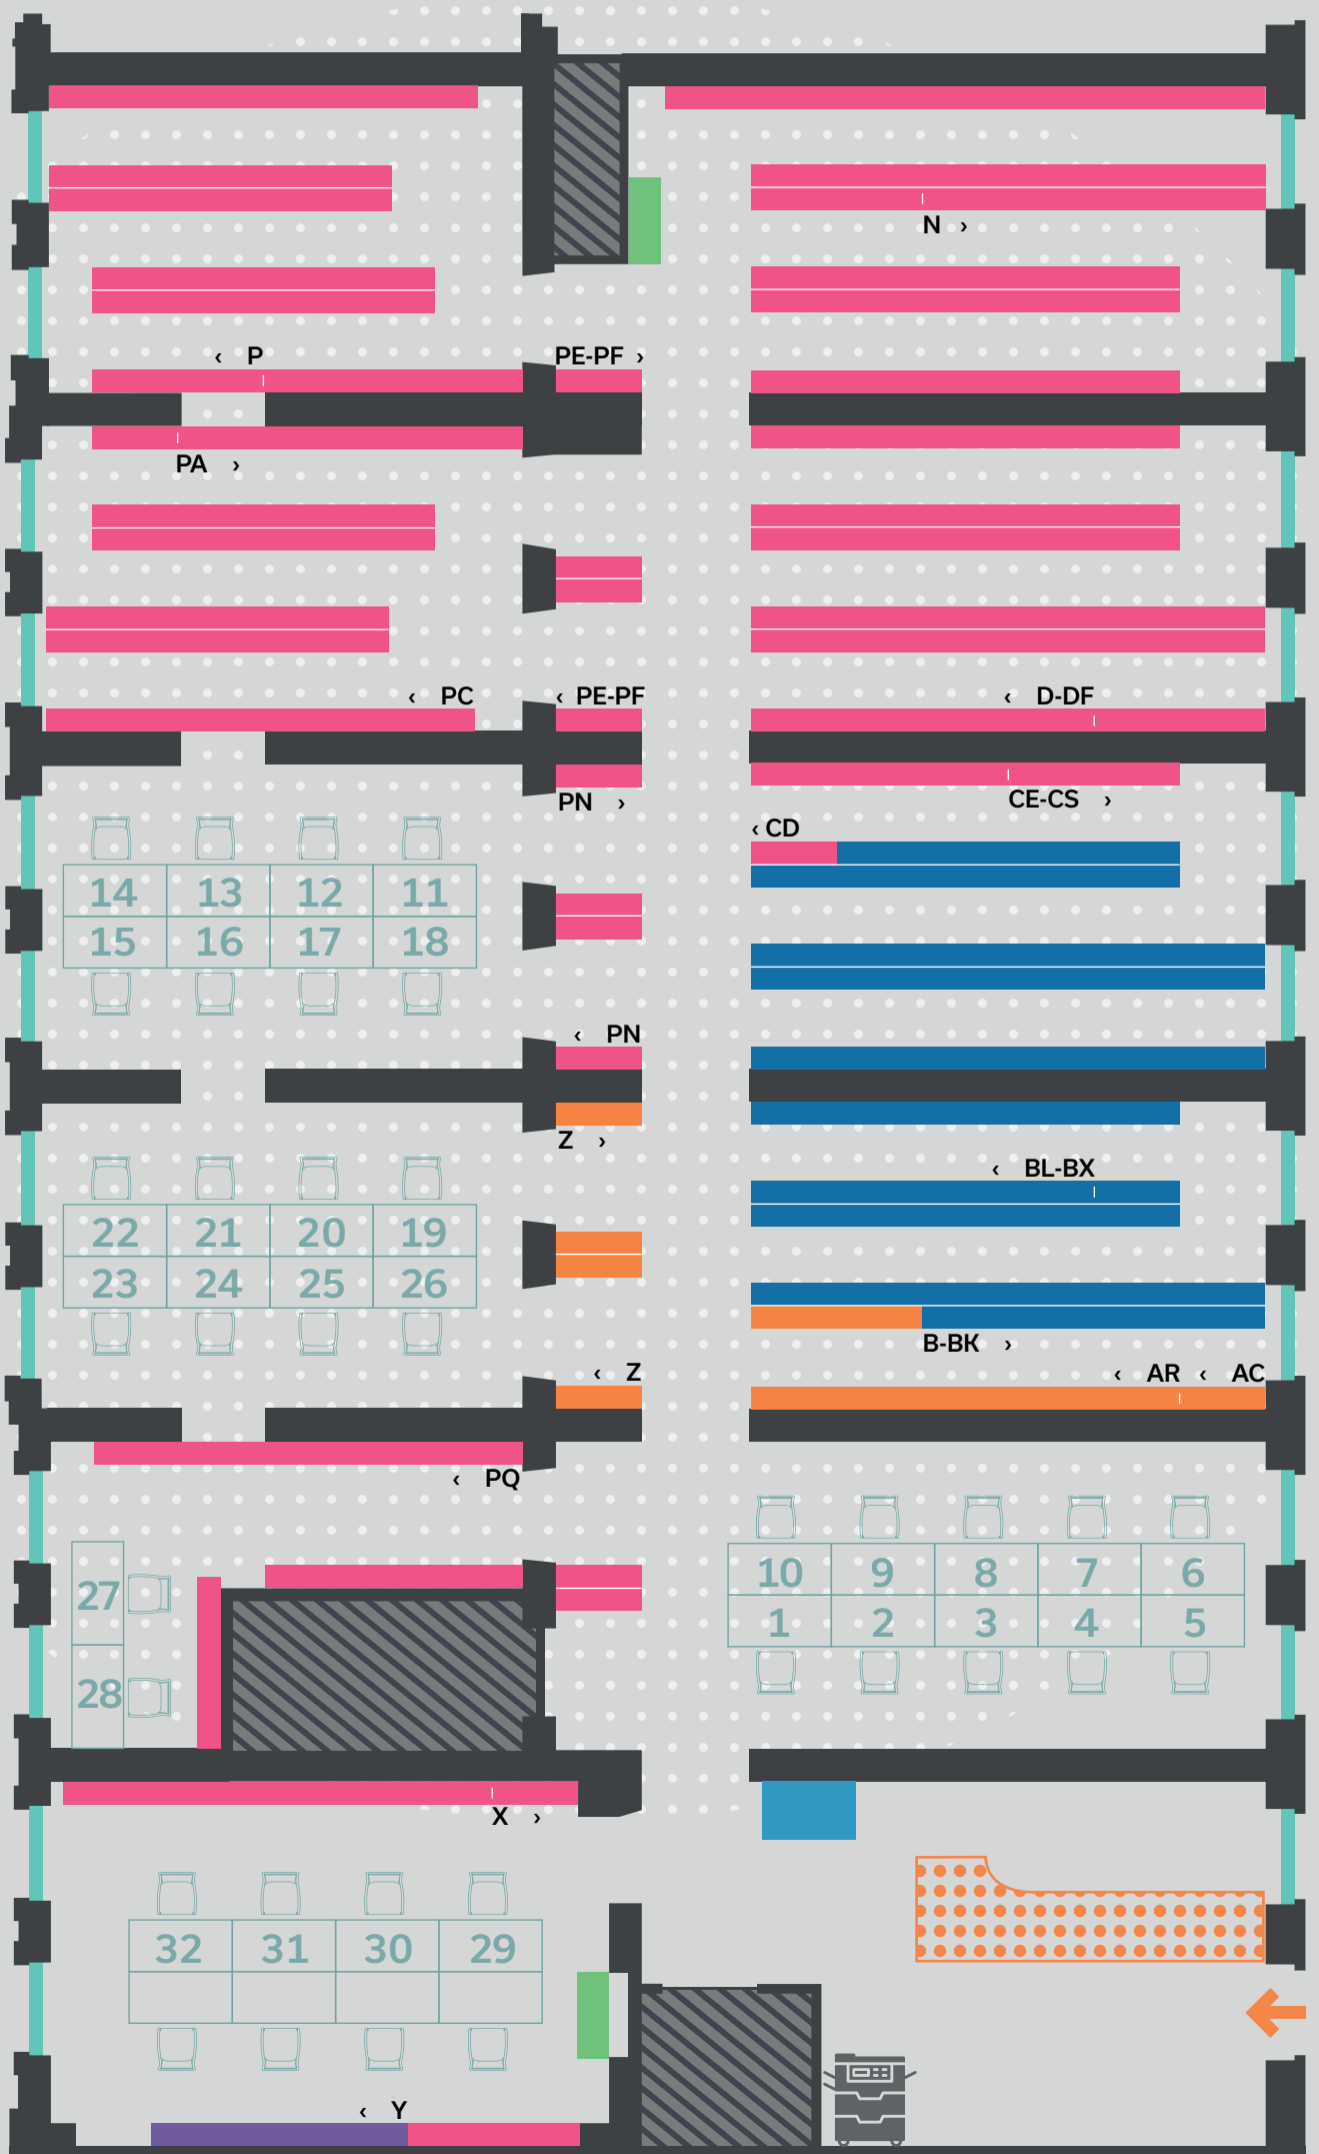 N ›
‹ P
PE-PF ›
PA ›
‹ PC
‹ PE-PF
‹ D-DF
PN ›
CE-CS ›
‹ CD
14 13 12 11
15 16 17 18
‹ PN
Z ›
‹ BL-BX
22 21 20 19
23 24 25 26
B-BK ›
‹ Z
‹ AR ‹ AC
‹ PQ
10 9 8 7 6
1 2 3 4 5
27
28
X ›
32 31 30 29
‹ Y